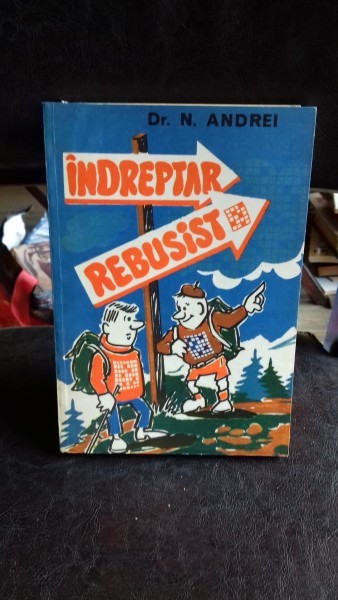 Dr. N. ANDREI
ÎNDREPTAR
REBUSIST